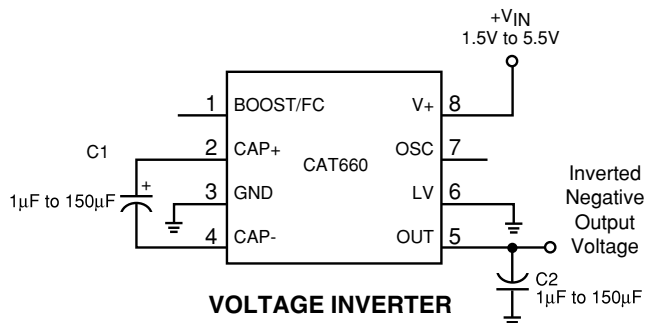 +VIN
1.5V to 5.5V
1 BOOST/FC V+ 8
C1
2 CAP+ OSC 7
CAT660
+
1µF to 150µF
3 GND LV 6
4 CAP- OUT 5
Inverted
Negative
Output
Voltage
C2
1µF to 150µF
VOLTAGE INVERTER